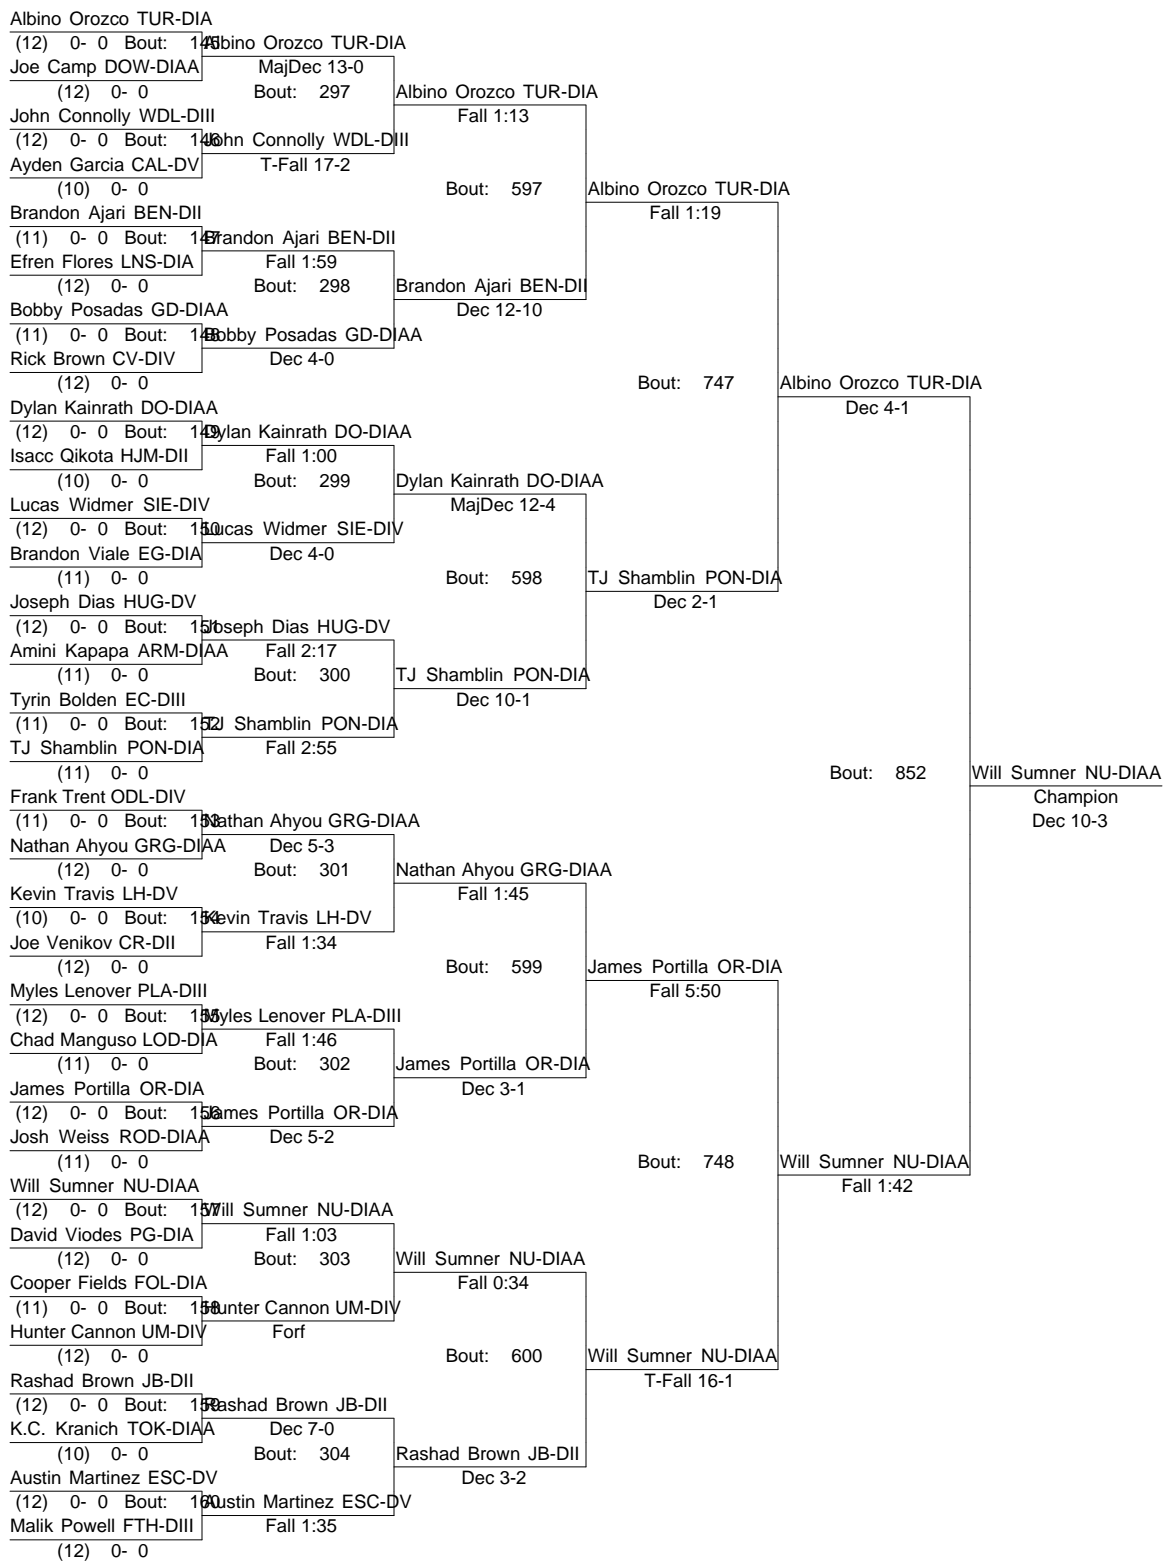 Albino Orozco TUR-DIA
(12) 0- 0 Bout: 145 Albino Orozco TUR-DIA
Joe Camp DOW-DIAA MajDec 13-0
(12) 0- 0 Bout: 297 Albino Orozco TUR-DIA
John Connolly WDL-DIII Fall 1:13
(12) 0- 0 Bout: 146 John Connolly WDL-DIII
Ayden Garcia CAL-DV T-Fall 17-2
(10) 0- 0 Bout: 597 Albino Orozco TUR-DIA
Brandon Ajari BEN-DII Fall 1:19
(11) 0- 0 Bout: 147 Brandon Ajari BEN-DII
Efren Flores LNS-DIA Fall 1:59
(12) 0- 0 Bout: 298 Brandon Ajari BEN-DII
Bobby Posadas GD-DIAA Dec 12-10
(11) 0- 0 Bout: 148 Bobby Posadas GD-DIAA
Rick Brown CV-DIV Dec 4-0
(12) 0- 0 Bout: 747 Albino Orozco TUR-DIA
Dylan Kainrath DO-DIAA Dec 4-1
(12) 0- 0 Bout: 149 Dylan Kainrath DO-DIAA
Isacc Qikota HJM-DII Fall 1:00
(10) 0- 0 Bout: 299 Dylan Kainrath DO-DIAA
Lucas Widmer SIE-DIV MajDec 12-4
(12) 0- 0 Bout: 150 Lucas Widmer SIE-DIV
Brandon Viale EG-DIA Dec 4-0
(11) 0- 0 Bout: 598 TJ Shamblin PON-DIA
Joseph Dias HUG-DV Dec 2-1
(12) 0- 0 Bout: 151 Joseph Dias HUG-DV
Amini Kapapa ARM-DIAA Fall 2:17
(11) 0- 0 Bout: 300 TJ Shamblin PON-DIA
Tyrin Bolden EC-DIII Dec 10-1
(11) 0- 0 Bout: 152 TJ Shamblin PON-DIA
TJ Shamblin PON-DIA Fall 2:55
(11) 0- 0 Bout: 852 Will Sumner NU-DIAA
Frank Trent ODL-DIV Champion
(11) 0- 0 Bout: 153 Nathan Ahyou GRG-DIAA Dec 10-3
Nathan Ahyou GRG-DIAA Dec 5-3
(12) 0- 0 Bout: 301 Nathan Ahyou GRG-DIAA
Kevin Travis LH-DV Fall 1:45
(10) 0- 0 Bout: 154 Kevin Travis LH-DV
Joe Venikov CR-DII Fall 1:34
(12) 0- 0 Bout: 599 James Portilla OR-DIA
Myles Lenover PLA-DIII Fall 5:50
(12) 0- 0 Bout: 155 Myles Lenover PLA-DIII
Chad Manguso LOD-DIA Fall 1:46
(11) 0- 0 Bout: 302 James Portilla OR-DIA
James Portilla OR-DIA Dec 3-1
(12) 0- 0 Bout: 156 James Portilla OR-DIA
Josh Weiss ROD-DIAA Dec 5-2
(11) 0- 0 Bout: 748 Will Sumner NU-DIAA
Will Sumner NU-DIAA Fall 1:42
(12) 0- 0 Bout: 157 Will Sumner NU-DIAA
David Viodes PG-DIA Fall 1:03
(12) 0- 0 Bout: 303 Will Sumner NU-DIAA
Cooper Fields FOL-DIA Fall 0:34
(11) 0- 0 Bout: 158 Hunter Cannon UM-DIV
Hunter Cannon UM-DIV Forf
(12) 0- 0 Bout: 600 Will Sumner NU-DIAA
Rashad Brown JB-DII T-Fall 16-1
(12) 0- 0 Bout: 159 Rashad Brown JB-DII
K.C. Kranich TOK-DIAA Dec 7-0
(10) 0- 0 Bout: 304 Rashad Brown JB-DII
Austin Martinez ESC-DV Dec 3-2
(12) 0- 0 Bout: 160 Austin Martinez ESC-DV
Malik Powell FTH-DIII Fall 1:35
(12) 0- 0